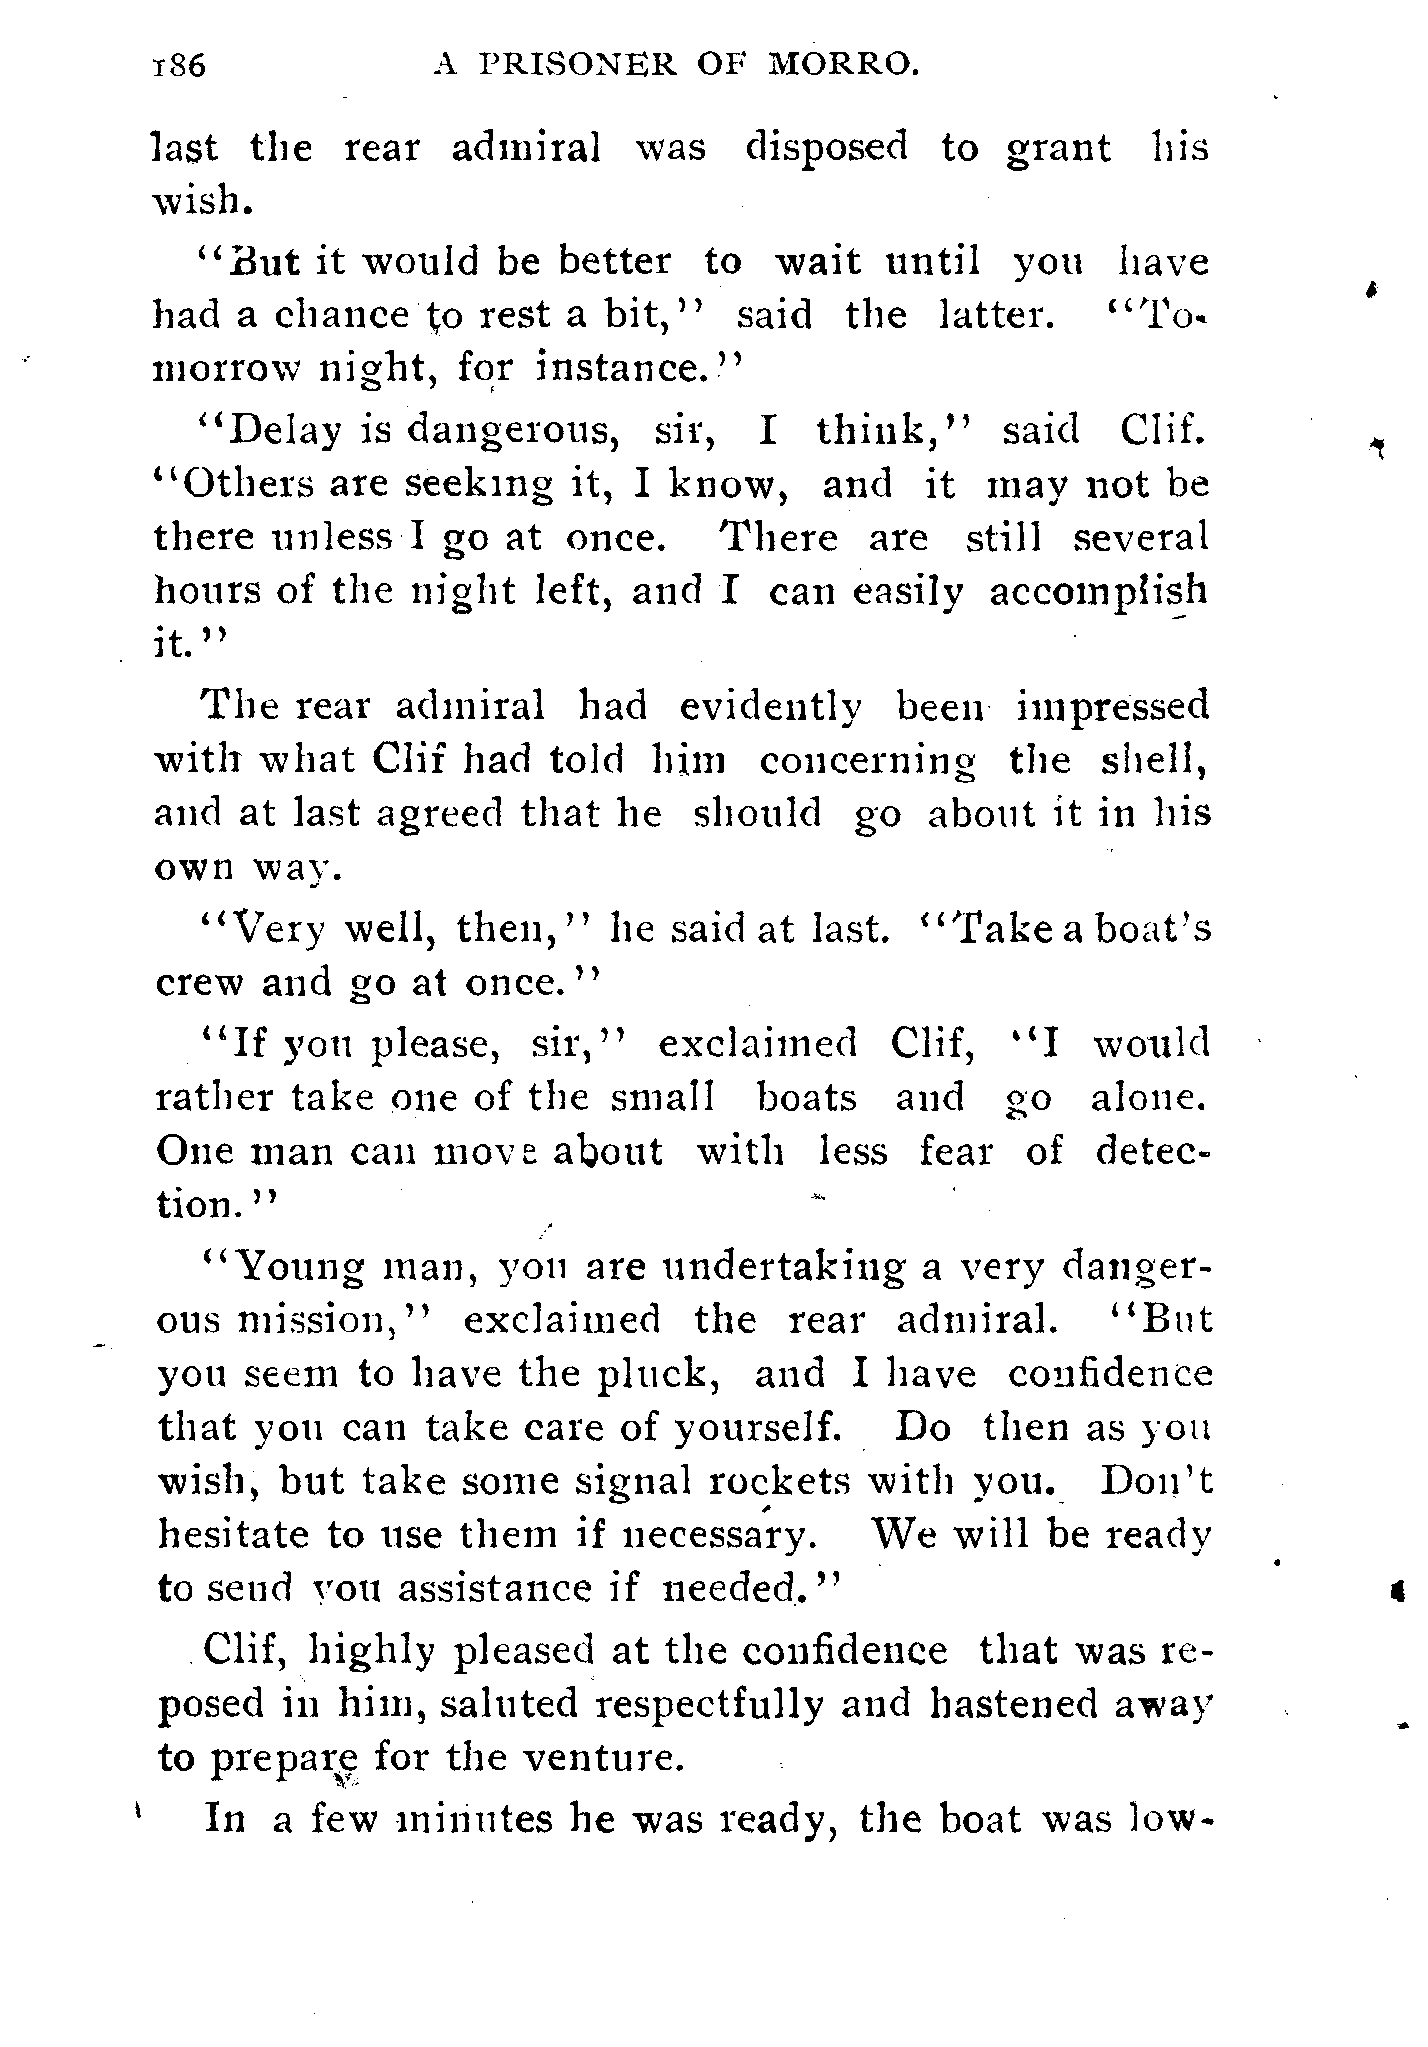 186 A PRISONER OF MORRO.
last the rear admiral was disposed to grant his
wish.
"But it would be better to wait until you have
had a chance to rest a bit," said the latter. "To-
morrow night, for instance."
"Delay is dangerous, sir, I think," said Clif.
"Others are seeking it, I know, and it may not be
there unless I go at once. There are still several
hours of the night left, and I can easily accomplish
it."
The rear admiral had evidently been impressed
with what Clif had told him concerning the shell,
and at last agreed that he should go about it in his
own way.
"Very well, then," he said at last. "Take a boat's
crew and go at once."
"If you please, sir," exclaimed Clif, "I would
rather take one of the small boats and go alone.
One man can move about with less fear of detec-
tion."
"Young man, you are undertaking a very danger-
ous mission," exclaimed the rear admiral. "But
you seem to have the pluck, and I have confidence
that you can take care of yourself. Do then as you
wish, but take some signal rockets with you. Don't
hesitate to use them if necessary. We will be ready
to send you assistance if needed."
Clif, highly pleased at the confidence that was re-
posed in him, saluted respectfully and hastened away
to prepare for the venture.
In a few minutes he was ready, the boat was low-